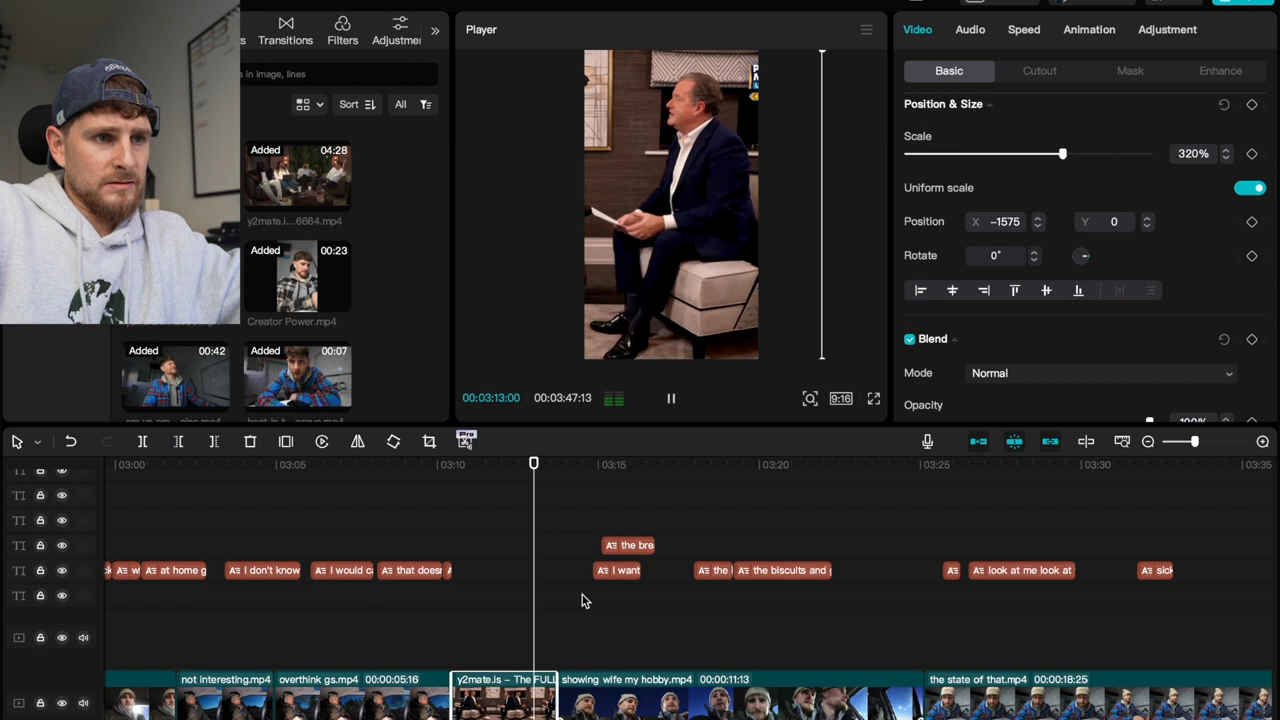 Transitions
Filters
Adjustmer
s in image, lines
Sort
All
Added 04:28
y2mate.i...6664.mp4
Added 00:23
Creator Power.mp4
Added 00:42
Added 00:07
Player
00:03:13:00
00:03:47:13
9:16
Video
Audio
Speed
Animation
Adjustment
Basic
Cutout
Mask
Enhance
Position & Size
Scale
320%
Uniform scale
Position
X -1575
Y 0
Rotate
0°
Blend
Mode
Normal
Opacity
100%
Pro
03:00
03:05
03:10
03:15
03:20
03:25
03:30
03:35
the bre
at home g
I don't know
I would c
that does
I want
the
the biscuits and
look at me look at
sick
not interesting.mp4
overthink gs.mp4 00:00:05:16
y2mate.is – The FULL
showing wife my hobby.mp4 00:00:11:13
the state of that.mp4 00:00:18:25